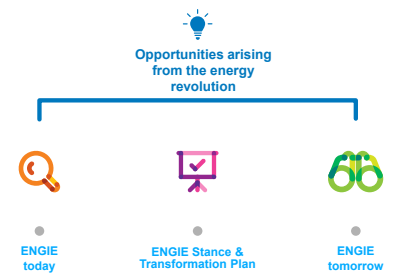 Opportunities arising
from the energy
revolution
ENGIE
today
ENGIE Stance &
Transformation Plan
ENGIE
tomorrow